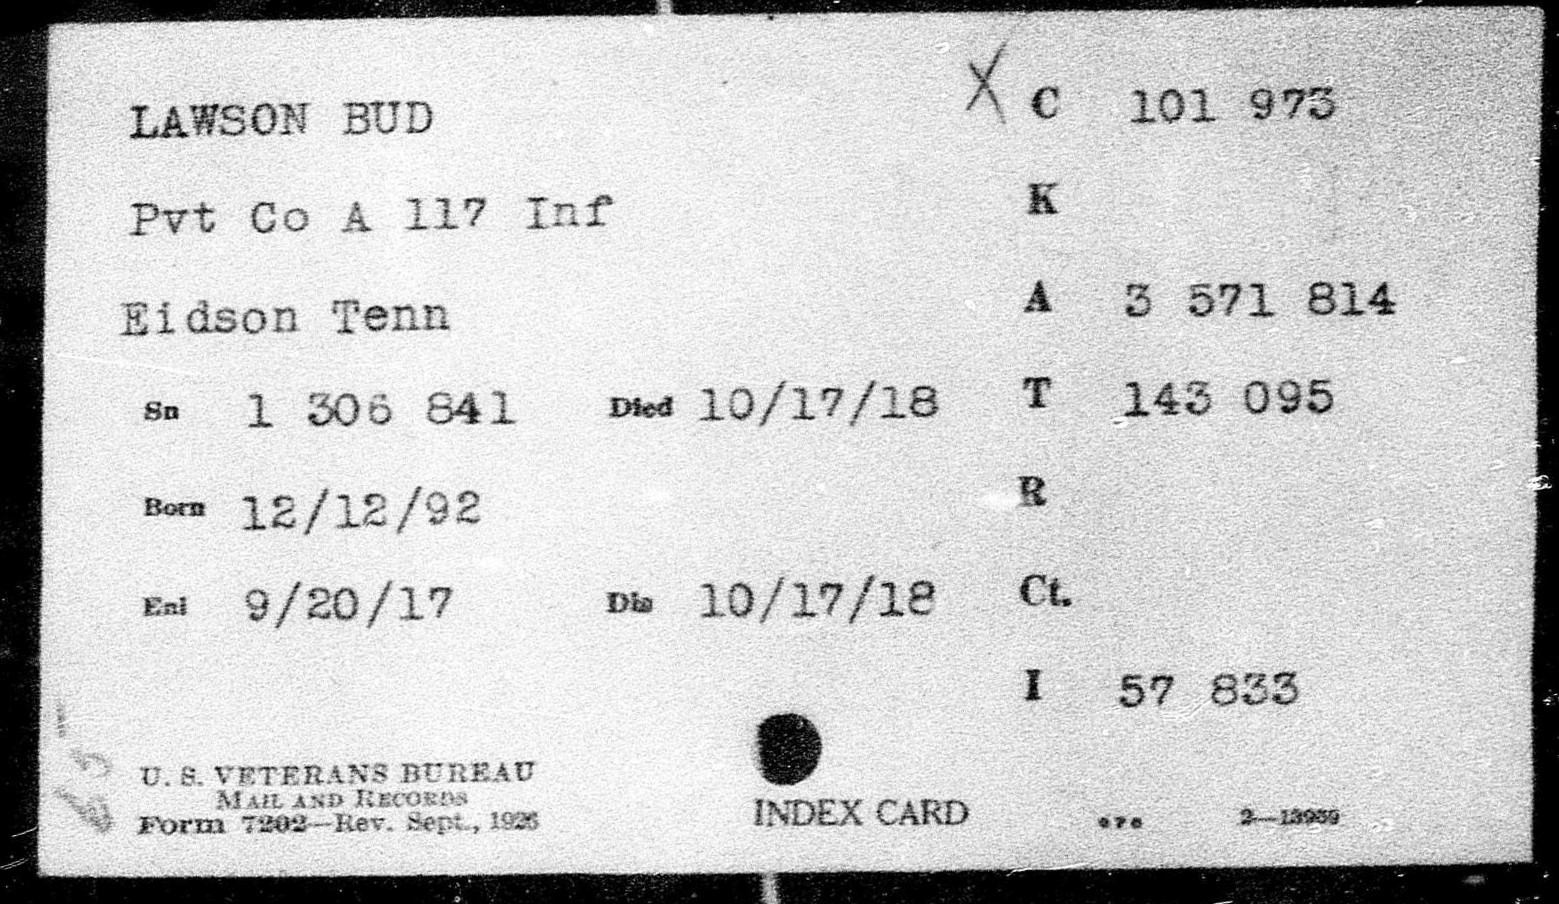 LAWSON BUD
X C 101 973
Pvt Co A 117 Inf
K
Eidson Tenn
A 3 571 814
Sn 1 306 841 Died 10/17/18
T 143 095
Born 12/12/92
R
Enl 9/20/17 Dis 10/17/18
Ct.
I 57 833
U. S. VETERANS BUREAU
MAIL AND RECORDS
Form 7202—Rev. Sept., 1926
INDEX CARD
GPO